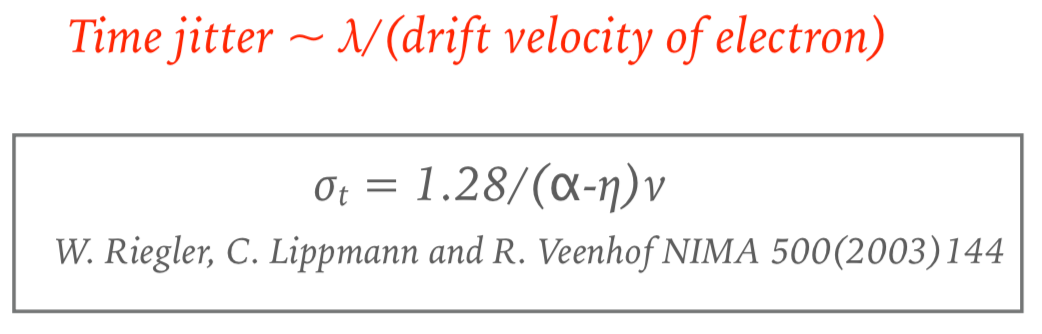 Time jitter ~ λ/(drift velocity of electron)
σₜ = 1.28/(α-η)v
W. Riegler, C. Lippmann and R. Veenhof NIMA 500(2003)144